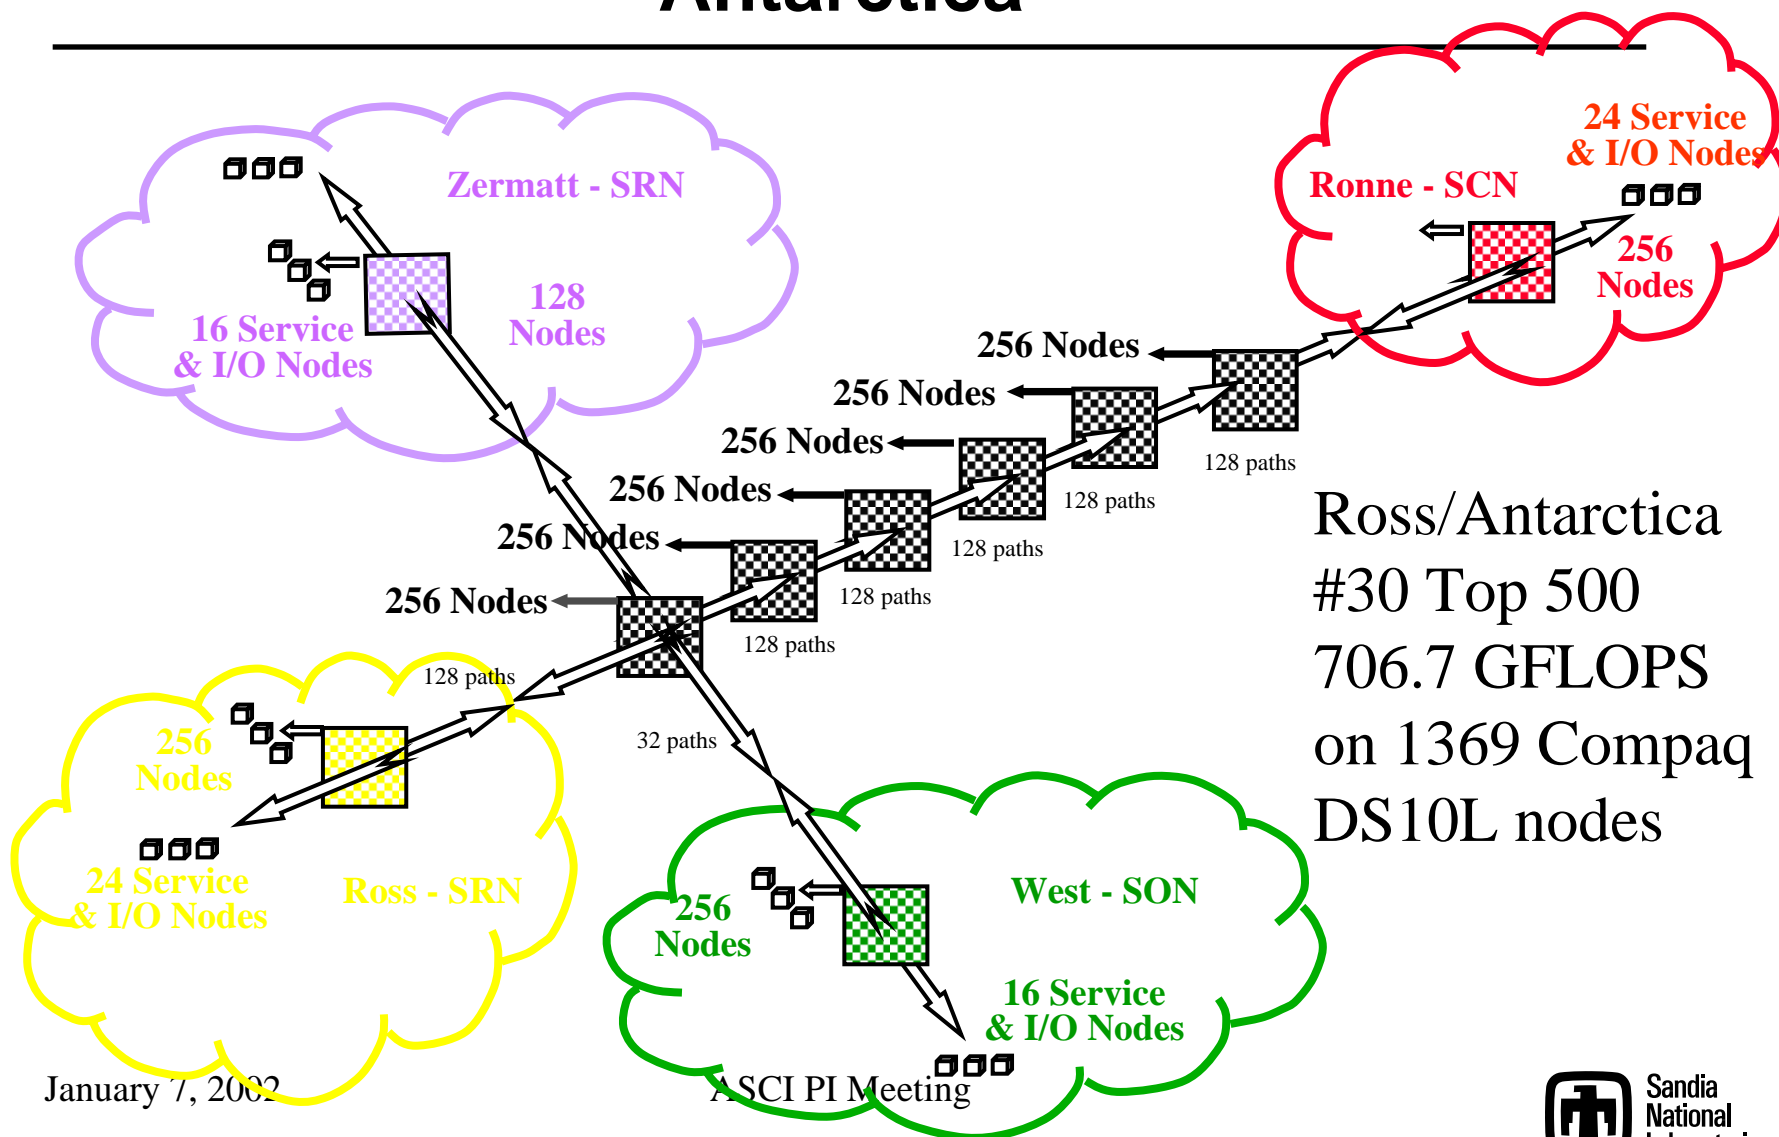 Antarctica
24 Service
& I/O Nodes
Zermatt - SRN
Ronne - SCN
256
Nodes
128
Nodes
16 Service
& I/O Nodes
256 Nodes
256 Nodes
256 Nodes
256 Nodes
256 Nodes
256 Nodes
128 paths
128 paths
128 paths
128 paths
128 paths
128 paths
32 paths
Ross/Antarctica
#30 Top 500
706.7 GFLOPS
on 1369 Compaq
DS10L nodes
256
Nodes
24 Service
& I/O Nodes
Ross - SRN
256
Nodes
West - SON
16 Service
& I/O Nodes
January 7, 2002
ASCI PI Meeting
Sandia
National